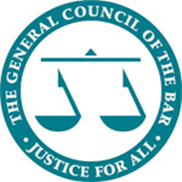 THE GENERAL COUNCIL OF THE BAR
· JUSTICE FOR ALL ·